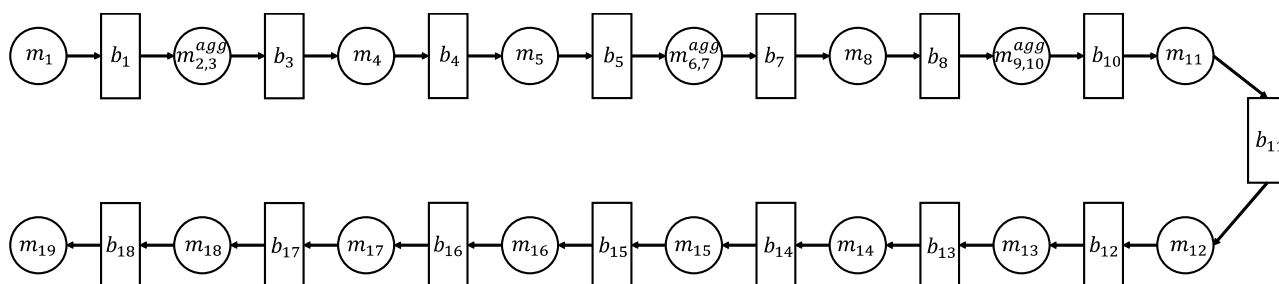 m₁ b₁ m₂,₃ᵃᵍᵍ b₃ m₄ b₄ m₅ b₅ m₆,₇ᵃᵍᵍ b₇ m₈ b₈ m₉,₁₀ᵃᵍᵍ b₁₀ m₁₁
b₁₁
m₁₉ b₁₈ m₁₈ b₁₇ m₁₇ b₁₆ m₁₆ b₁₅ m₁₅ b₁₄ m₁₄ b₁₃ m₁₃ b₁₂ m₁₂